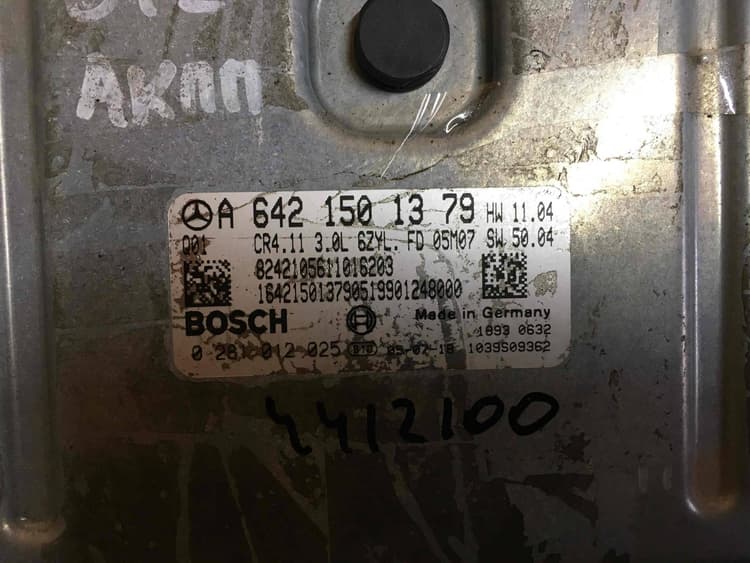 АКПП
A 642 150 13 79 HW 11.04
Q01 CR4.11 3.0L 6ZYL. FD 05M07 SW 50.04
8242105611016203
164215013790519901248000
BOSCH Made in Germany
1093 0632
0 281 012 025 05-07-18 1039S09362
4412100